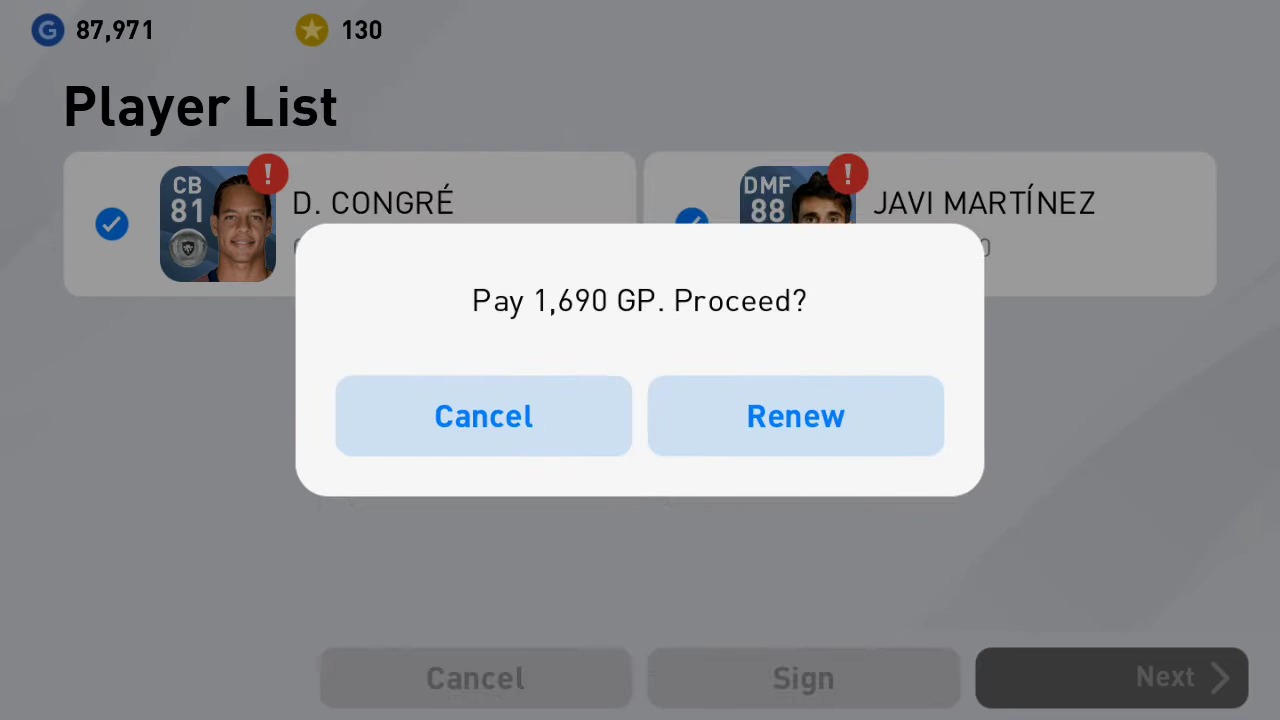 G 87,971
130
Player List
CB
81
D. CONGRÉ
DMF
88
JAVI MARTÍNEZ
Pay 1,690 GP. Proceed?
Cancel
Renew
Cancel
Sign
Next